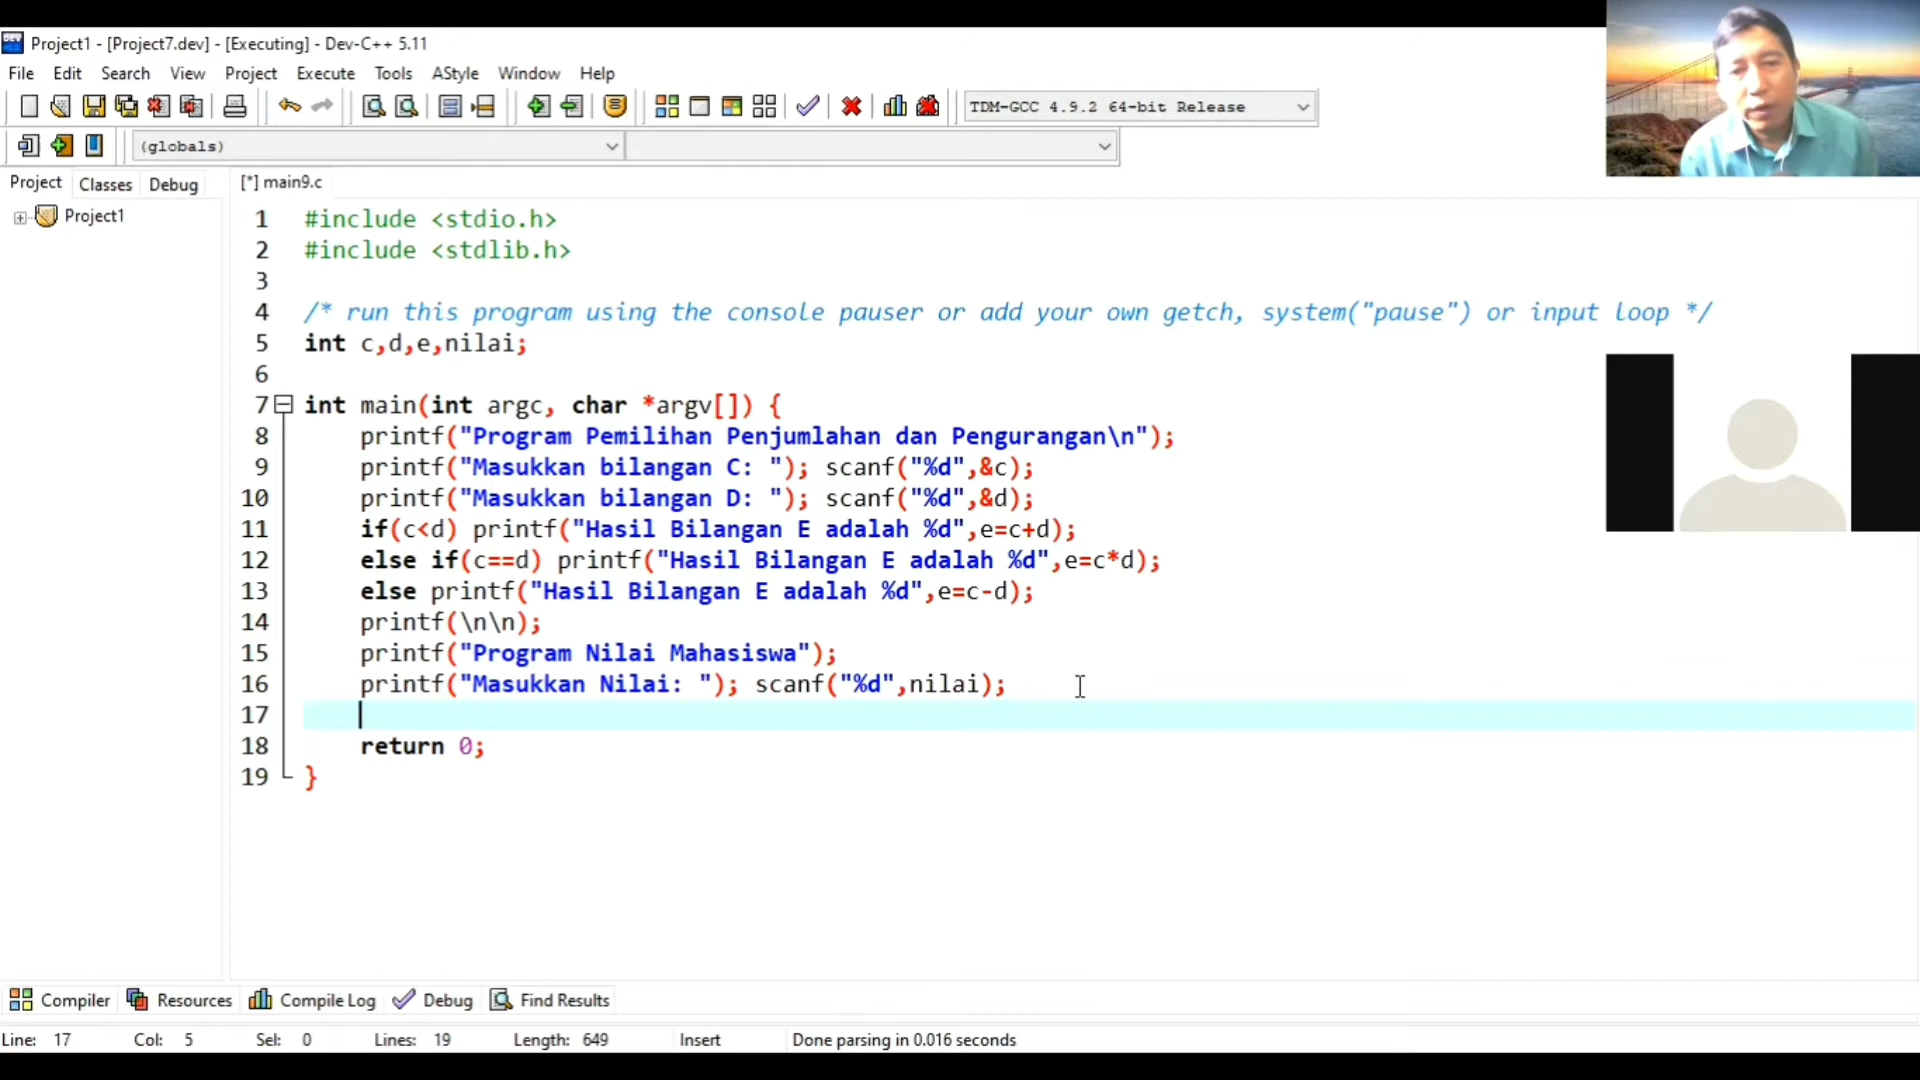 Project1 - [Project7.dev] - [Executing] - Dev-C++ 5.11
File Edit Search View Project Execute Tools AStyle Window Help
TDM-GCC 4.9.2 64-bit Release
(globals)
Project Classes Debug
[*] main9.c
Project1
1 #include <stdio.h>
2 #include <stdlib.h>
3
4 /* run this program using the console pauser or add your own getch, system("pause") or input loop */
5 int c,d,e,nilai;
6
7 int main(int argc, char *argv[]) {
8 printf("Program Pemilihan Penjumlahan dan Pengurangan\n");
9 printf("Masukkan bilangan C: "); scanf("%d",&c);
10 printf("Masukkan bilangan D: "); scanf("%d",&d);
11 if(c<d) printf("Hasil Bilangan E adalah %d",e=c+d);
12 else if(c==d) printf("Hasil Bilangan E adalah %d",e=c*d);
13 else printf("Hasil Bilangan E adalah %d",e=c-d);
14 printf(\n\n);
15 printf("Program Nilai Mahasiswa");
16 printf("Masukkan Nilai: "); scanf("%d",nilai);
17
18 return 0;
19 }
Compiler Resources Compile Log Debug Find Results
Line: 17 Col: 5 Sel: 0 Lines: 19 Length: 649 Insert Done parsing in 0.016 seconds